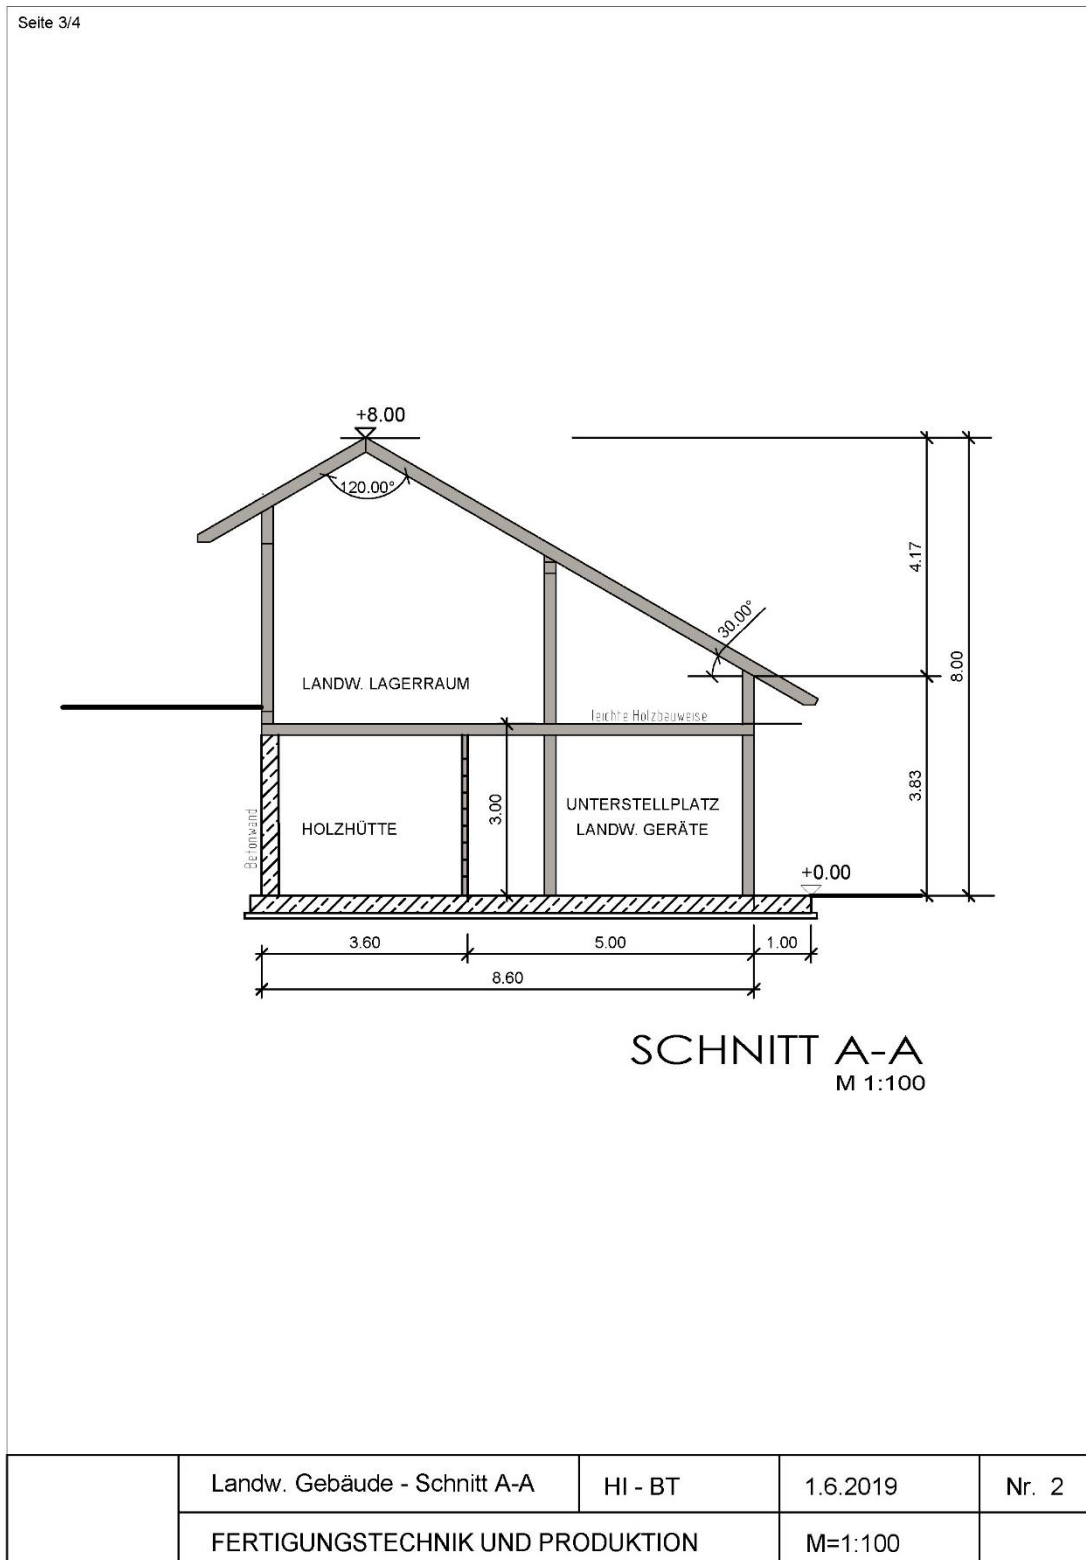 Seite 3/4
+8.00
120.00°
4.17
30.00°
8.00
LANDW. LAGERRAUM
leichte Holzbauweise
3.83
3.00
UNTERSTELLPLATZ
LANDW. GERÄTE
HOLZHÜTTE
Betonwand
+0.00
3.60
5.00
1.00
8.60
SCHNITT A-A
M 1:100
Landw. Gebäude - Schnitt A-A
HI - BT
1.6.2019
Nr. 2
FERTIGUNGSTECHNIK UND PRODUKTION
M=1:100